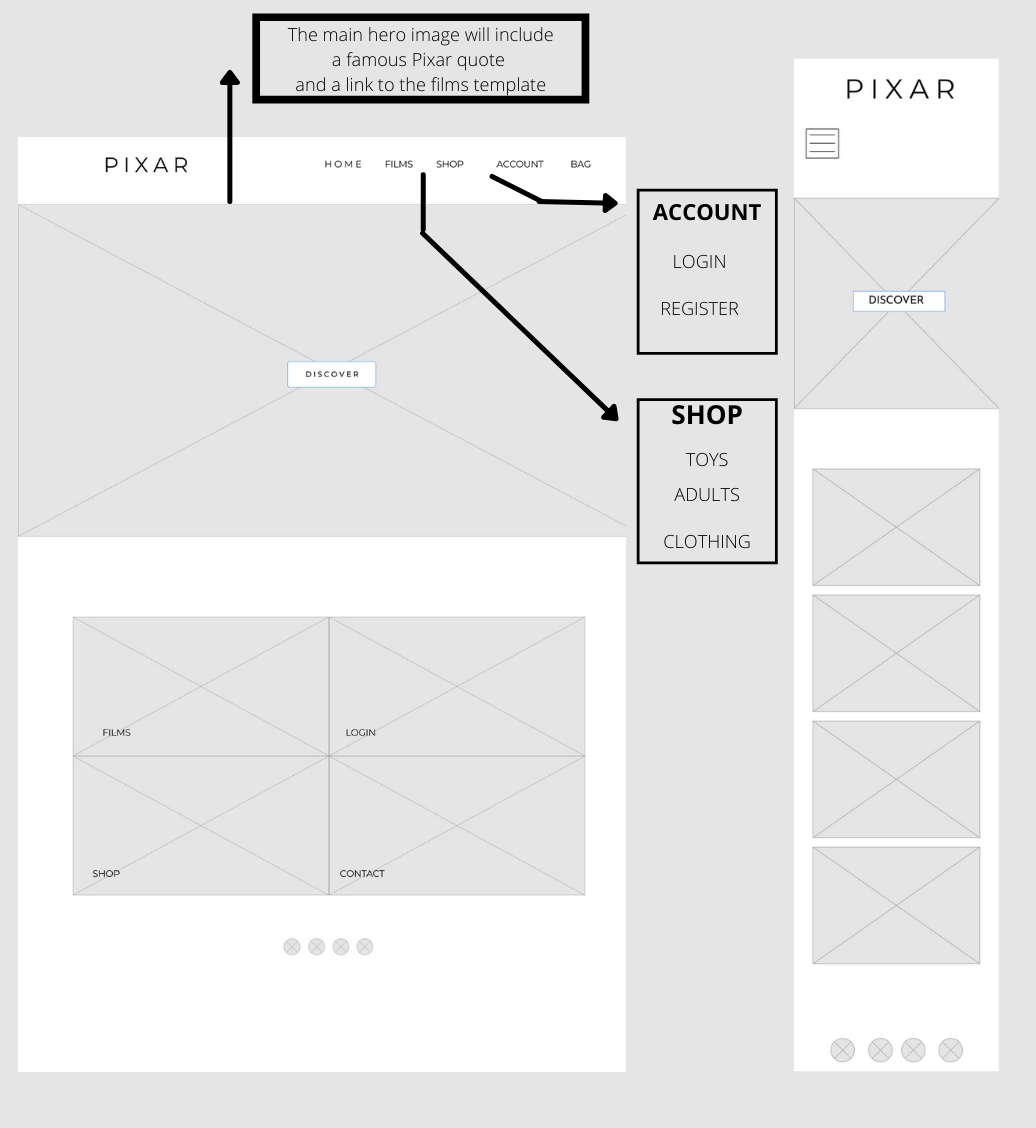 The main hero image will include
a famous Pixar quote
and a link to the films template
PIXAR
HOME FILMS SHOP ACCOUNT BAG
DISCOVER
ACCOUNT
LOGIN
REGISTER
SHOP
TOYS
ADULTS
CLOTHING
FILMS
LOGIN
SHOP
CONTACT
PIXAR
DISCOVER